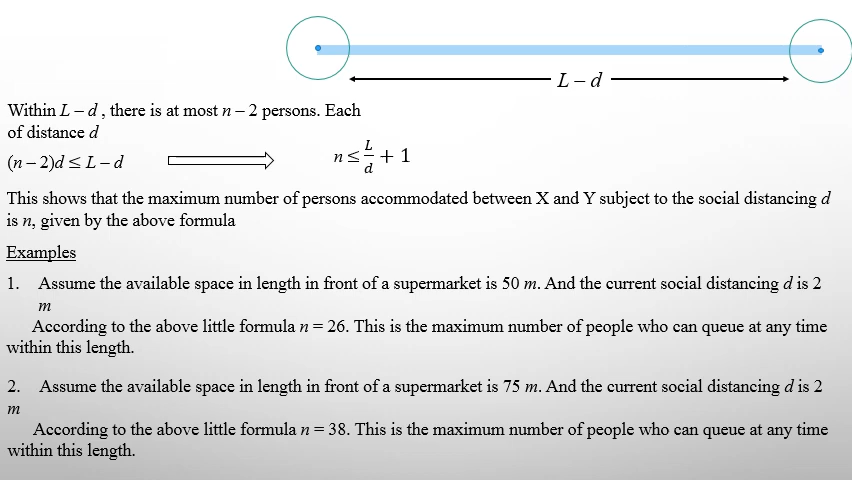 L – d
Within L – d , there is at most n – 2 persons. Each
of distance d
(n – 2)d ≤ L – d
n ≤ L/d + 1
This shows that the maximum number of persons accommodated between X and Y subject to the social distancing d
is n, given by the above formula
Examples
1. Assume the available space in length in front of a supermarket is 50 m. And the current social distancing d is 2
m
According to the above little formula n = 26. This is the maximum number of people who can queue at any time
within this length.
2. Assume the available space in length in front of a supermarket is 75 m. And the current social distancing d is 2
m
According to the above little formula n = 38. This is the maximum number of people who can queue at any time
within this length.